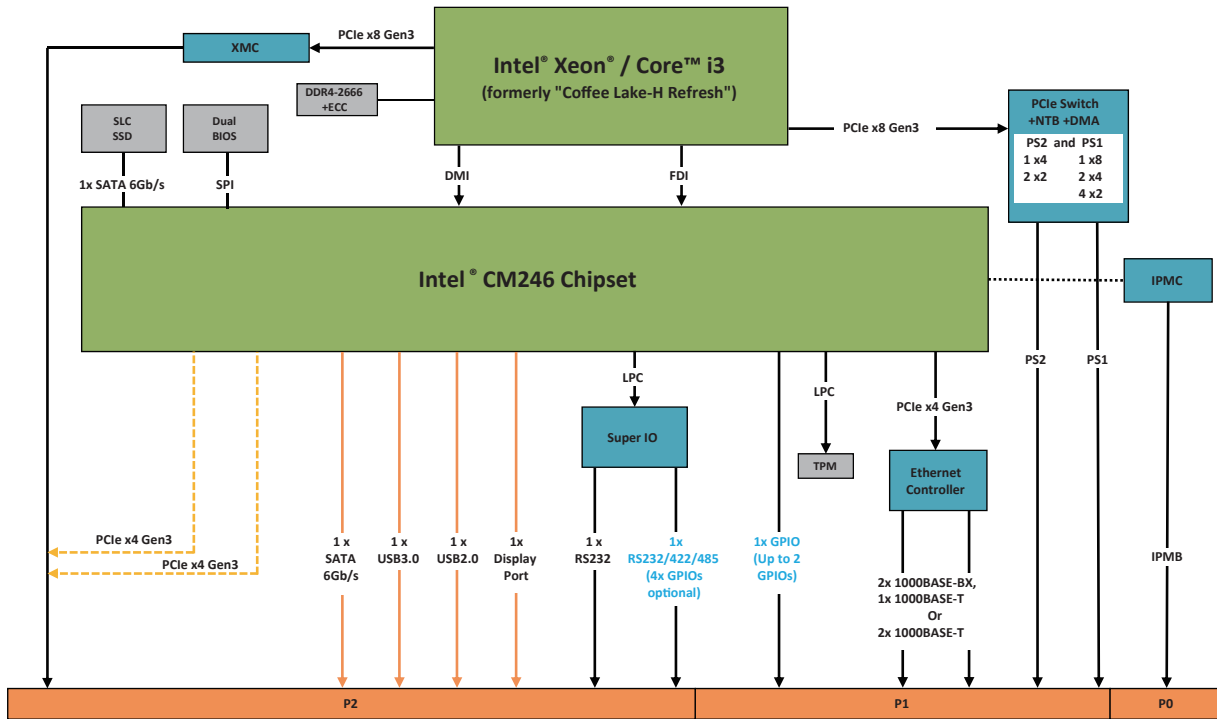 XMC
PCIe x8 Gen3
Intel® Xeon® / Core™ i3
(formerly "Coffee Lake-H Refresh")
DDR4-2666
+ECC
SLC
SSD
Dual
BIOS
PCIe x8 Gen3
PCIe Switch
+NTB +DMA
PS2 and PS1
1 x4 1 x8
2 x2 2 x4
4 x2
1x SATA 6Gb/s
SPI
DMI
FDI
Intel® CM246 Chipset
IPMC
PS2
PS1
LPC
LPC
PCIe x4 Gen3
Super IO
TPM
Ethernet
Controller
PCIe x4 Gen3
PCIe x4 Gen3
1 x
SATA
6Gb/s
1 x
USB3.0
1 x
USB2.0
1x
Display
Port
1 x
RS232
1x
RS232/422/485
(4x GPIOs
optional)
1x GPIO
(Up to 2
GPIOs)
2x 1000BASE-BX,
1x 1000BASE-T
Or
2x 1000BASE-T
IPMB
P2
P1
P0